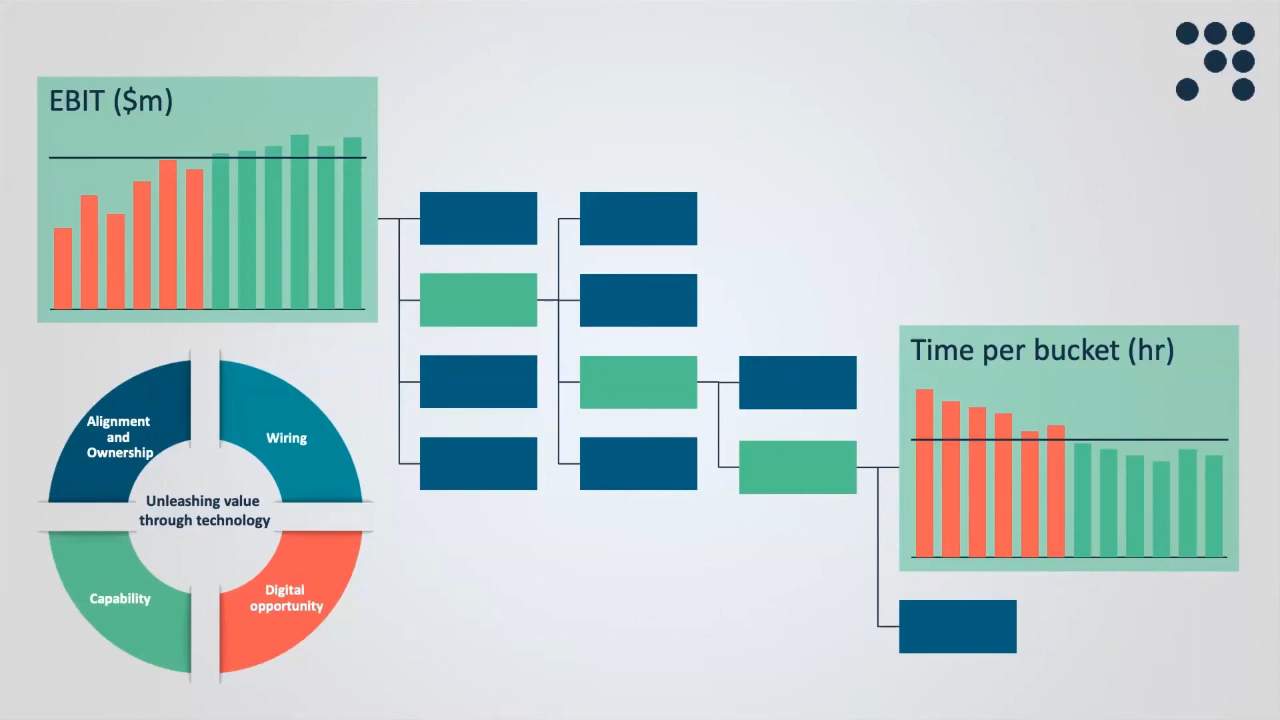 EBIT ($m)
Time per bucket (hr)
Alignment
and
Ownership
Wiring
Unleashing value
through technology
Capability
Digital
opportunity